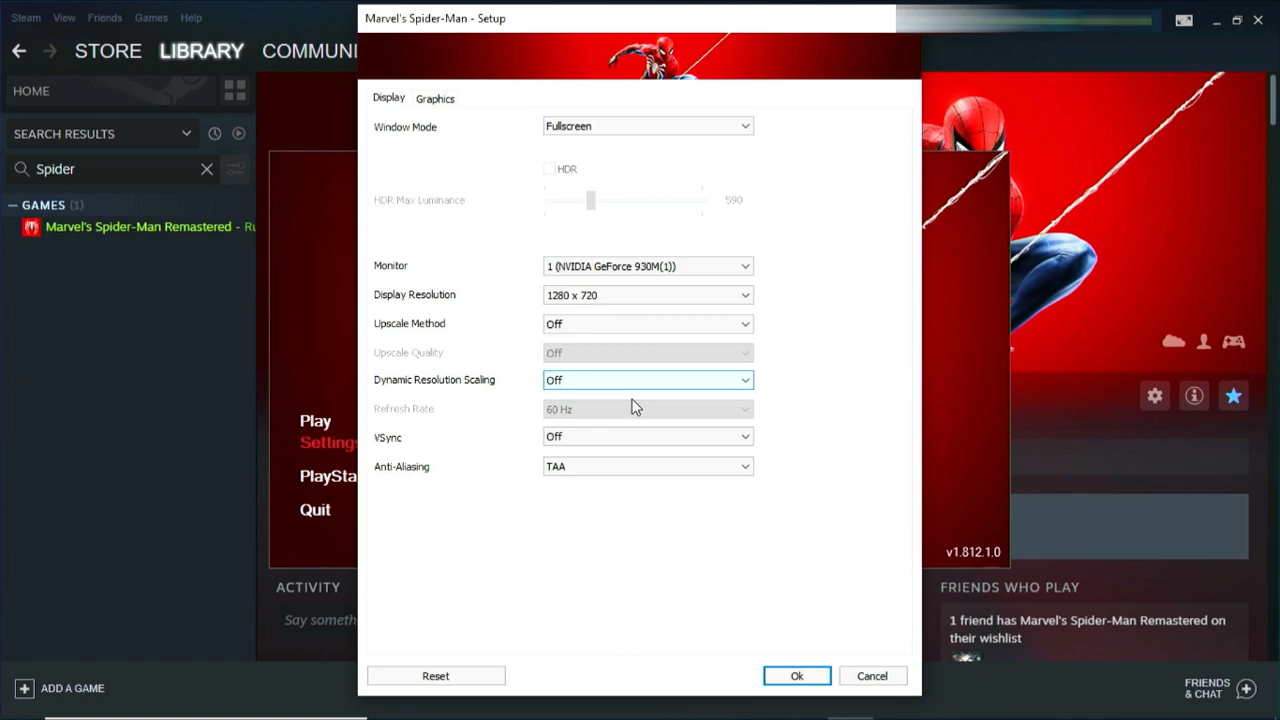 Marvel's Spider-Man - Setup
Steam View Friends Games Help
STORE LIBRARY COMMUNI
HOME
SEARCH RESULTS
Spider
GAMES (1)
Marvel's Spider-Man Remastered - Ru
Display Graphics
Window Mode Fullscreen
HDR
HDR Max Luminance 590
Monitor 1 (NVIDIA GeForce 930M(1))
Display Resolution 1280 x 720
Upscale Method Off
Upscale Quality Off
Dynamic Resolution Scaling Off
Refresh Rate 60 Hz
VSync Off
Anti-Aliasing TAA
Reset Ok Cancel
Play
Settings
PlaySta
Quit
v1.812.1.0
ACTIVITY
Say someth
FRIENDS WHO PLAY
1 friend has Marvel's Spider-Man Remastered on
their wishlist
ADD A GAME
FRIENDS
& CHAT